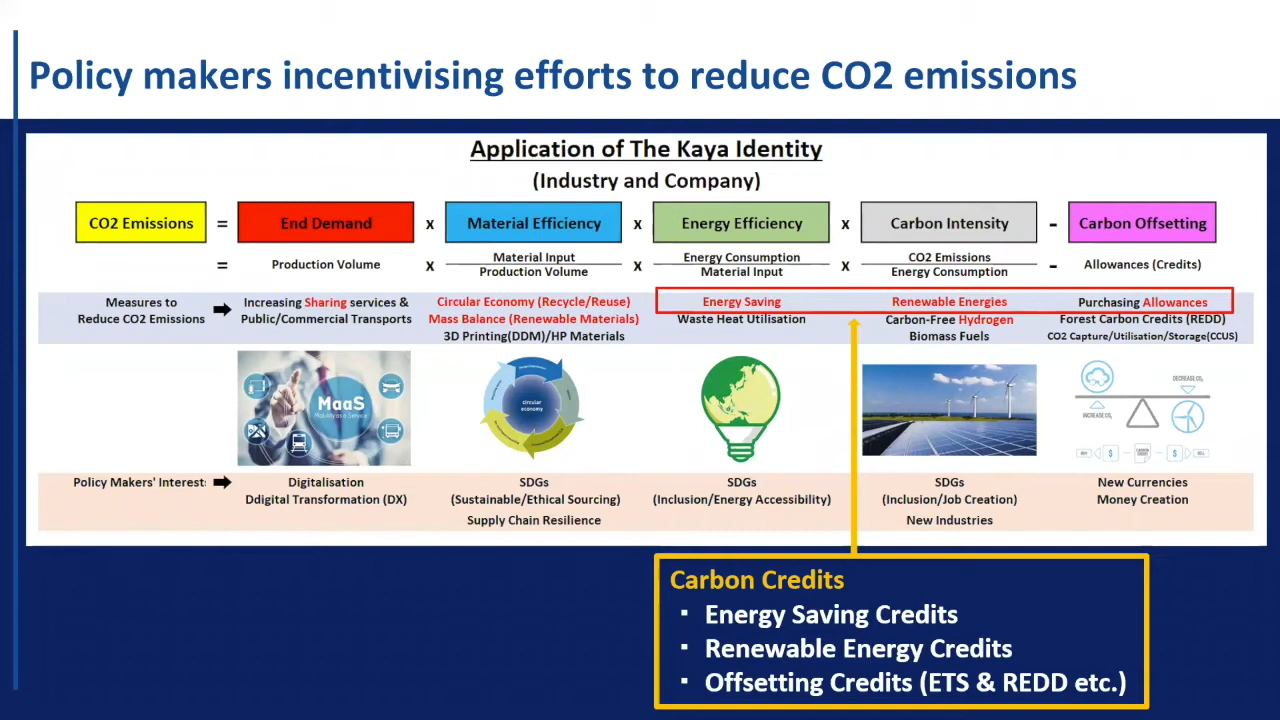 Policy makers incentivising efforts to reduce CO2 emissions
Application of The Kaya Identity
(Industry and Company)
CO2 Emissions = End Demand x Material Efficiency x Energy Efficiency x Carbon Intensity - Carbon Offsetting
= Production Volume x Material Input / Production Volume x Energy Consumption / Material Input x CO2 Emissions / Energy Consumption - Allowances (Credits)
Measures to
Reduce CO2 Emissions
Increasing Sharing services &
Public/Commercial Transports
Circular Economy (Recycle/Reuse)
Mass Balance (Renewable Materials)
3D Printing(DDM)/HP Materials
Energy Saving
Waste Heat Utilisation
Renewable Energies
Carbon-Free Hydrogen
Biomass Fuels
Purchasing Allowances
Forest Carbon Credits (REDD)
CO2 Capture/Utilisation/Storage(CCUS)
MaaS
Mobility as a Service
circular
economy
DECREASE CO₂
INCREASE CO₂
BUY $ $ SELL
Policy Makers' Interest:
Digitalisation
Ddigital Transformation (DX)
SDGs
(Sustainable/Ethical Sourcing)
Supply Chain Resilience
SDGs
(Inclusion/Energy Accessibility)
SDGs
(Inclusion/Job Creation)
New Industries
New Currencies
Money Creation
Carbon Credits
▪ Energy Saving Credits
▪ Renewable Energy Credits
▪ Offsetting Credits (ETS & REDD etc.)